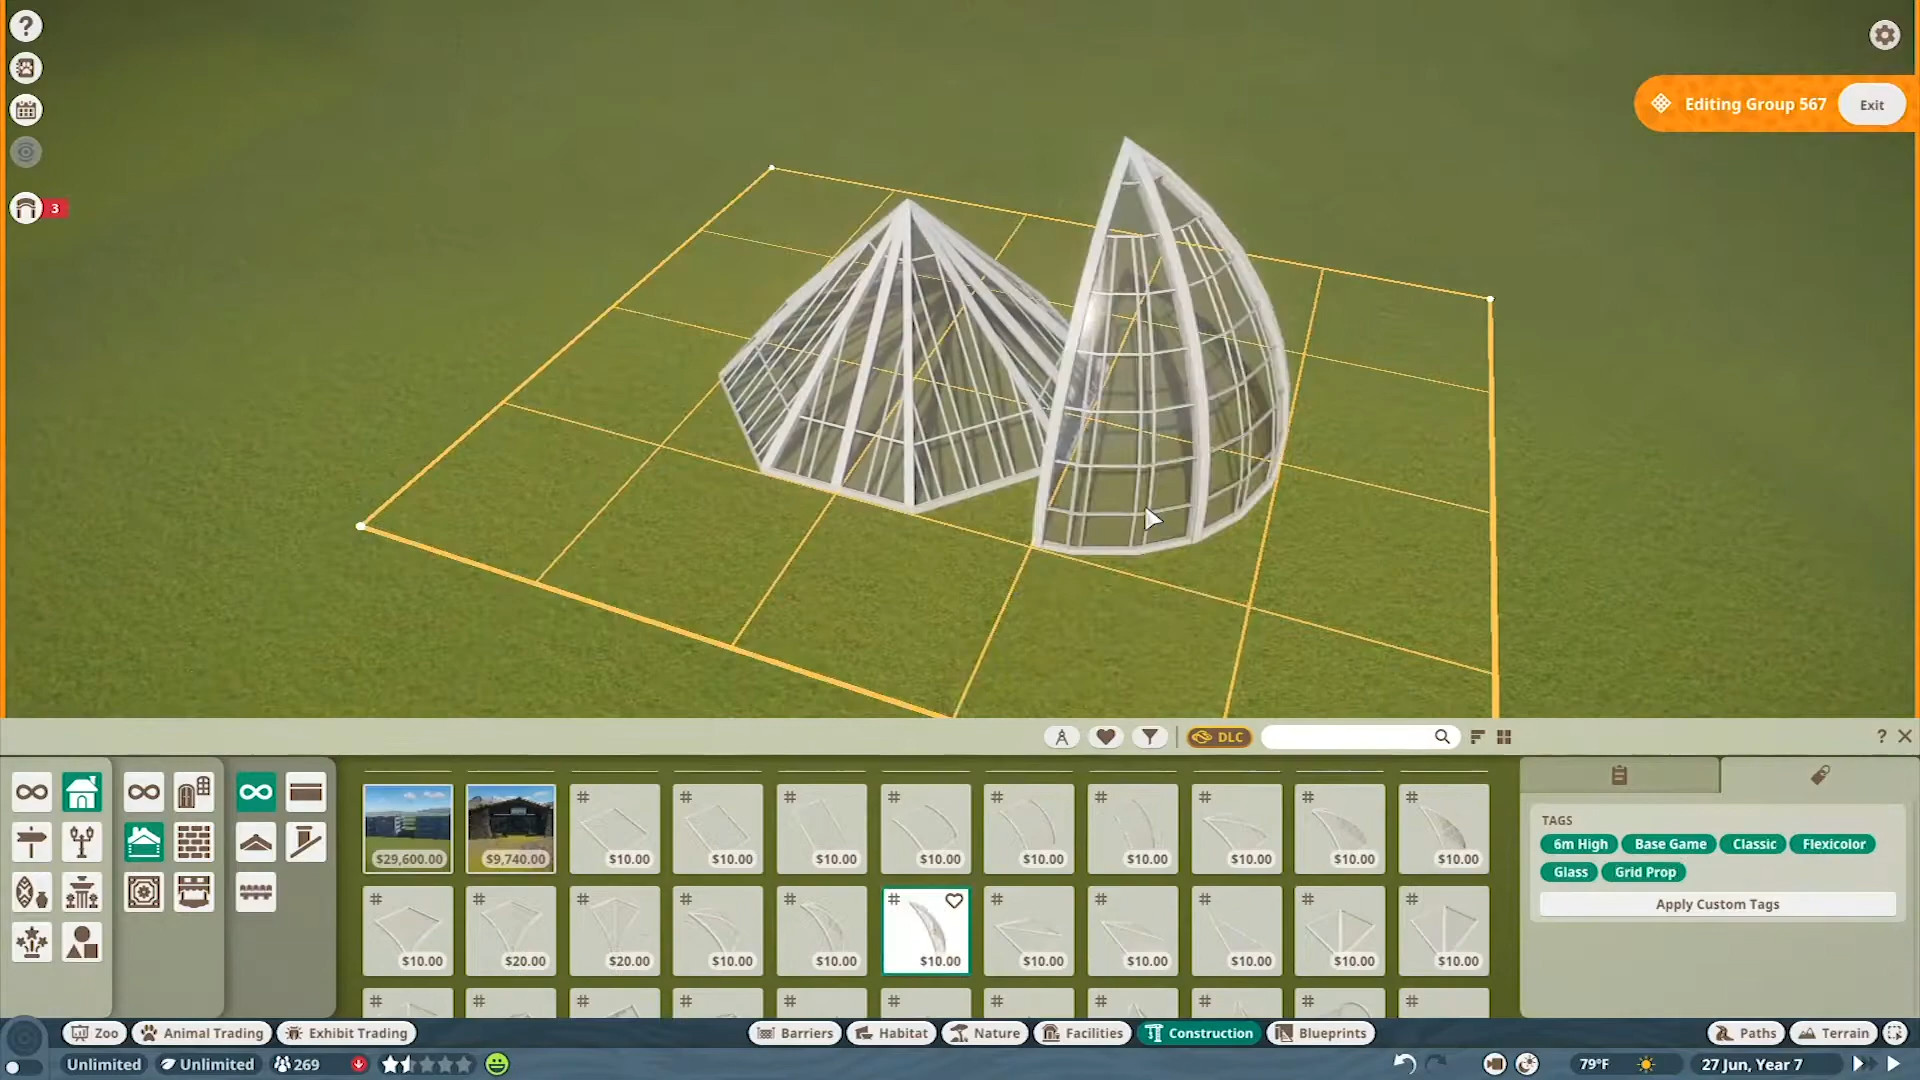 ?
Editing Group 567 Exit
3
DLC
?
$29,600.00 $9,740.00 # $10.00 # $10.00 # $10.00 # $10.00 # $10.00 # $10.00 # $10.00 # $10.00 # $10.00
# $10.00 # $20.00 # $20.00 # $10.00 # $10.00 # $10.00 # $10.00 # $10.00 # $10.00 # $10.00 # $10.00
# # # # # # # # # # #
TAGS
6m High Base Game Classic Flexicolor
Glass Grid Prop
Apply Custom Tags
Zoo Animal Trading Exhibit Trading Barriers Habitat Nature Facilities Construction Blueprints Paths Terrain
Unlimited Unlimited 269 79°F 27 Jun, Year 7